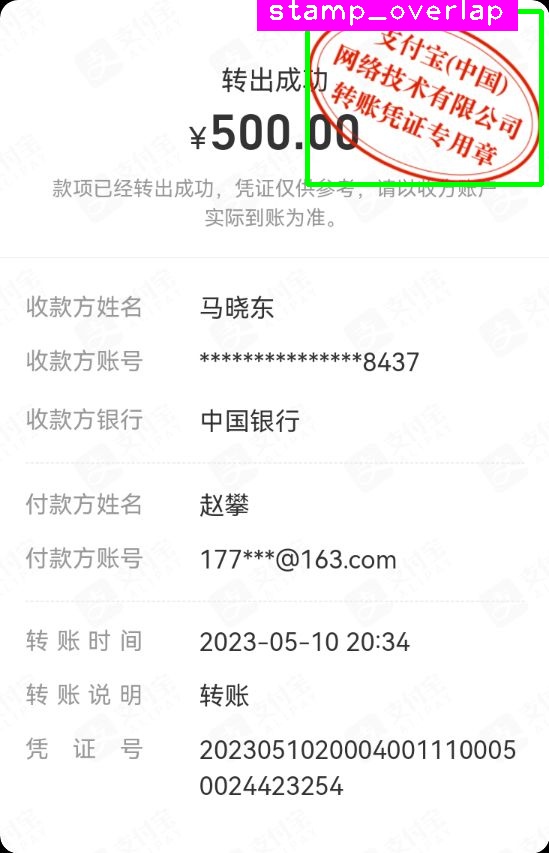 stamp_overlap
支付宝(中国)
网络技术有限公司
转账凭证专用章
转出成功
¥500.00
款项已经转出成功，凭证仅供参考，请以收方账户
实际到账为准。
收款方姓名 马晓东
收款方账号 ***************8437
收款方银行 中国银行
付款方姓名 赵攀
付款方账号 177***@163.com
转账时间 2023-05-10 20:34
转账说明 转账
凭证号 2023051020004001110005
0024423254